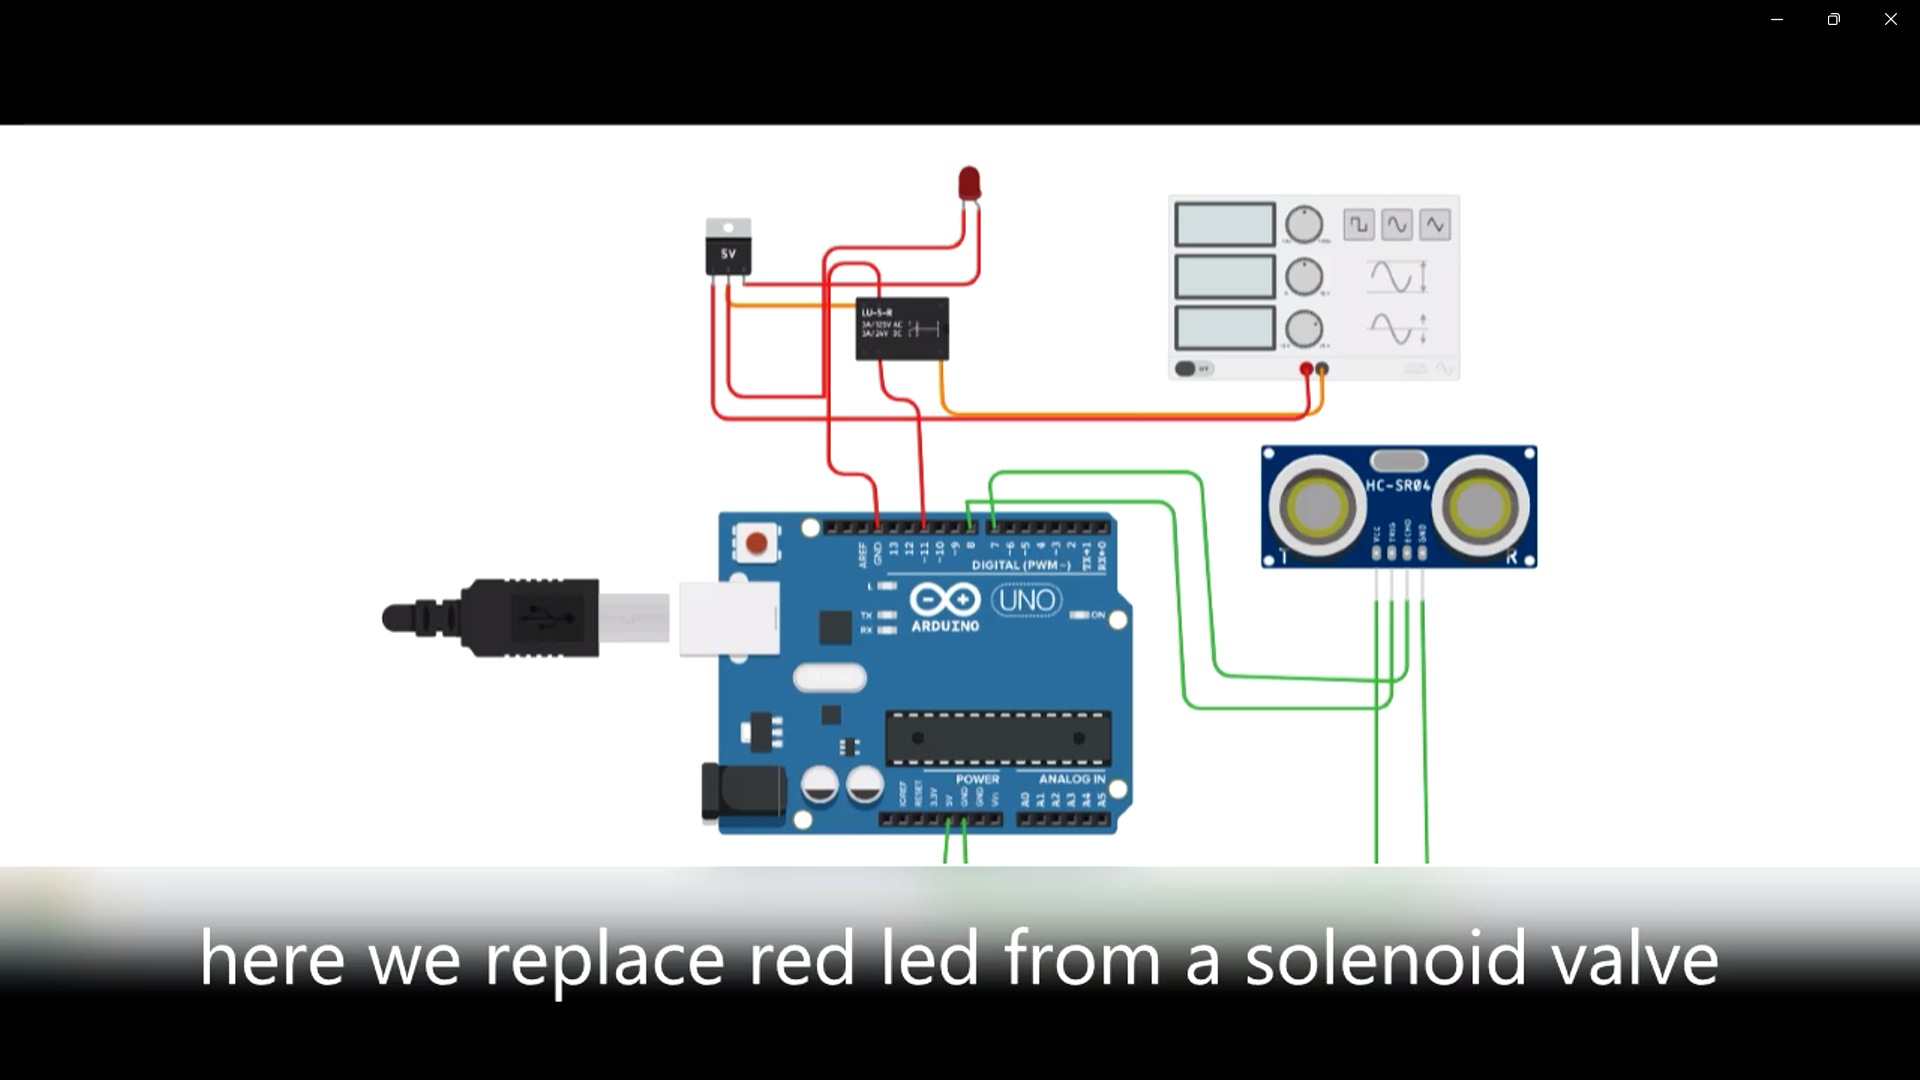 5V
LU-5-R
3A/125V AC
3A/24V DC
HC-SR04
VCC
TRIG
ECHO
GND
T
R
AREF
GND
13
12
~11
~10
~9
8
7
~6
~5
4
~3
2
TX→1
RX←0
DIGITAL (PWM~)
L
TX
RX
UNO
ON
ARDUINO
POWER
ANALOG IN
IOREF
RESET
3.3V
5V
GND
GND
Vin
A0
A1
A2
A3
A4
A5
here we replace red led from a solenoid valve